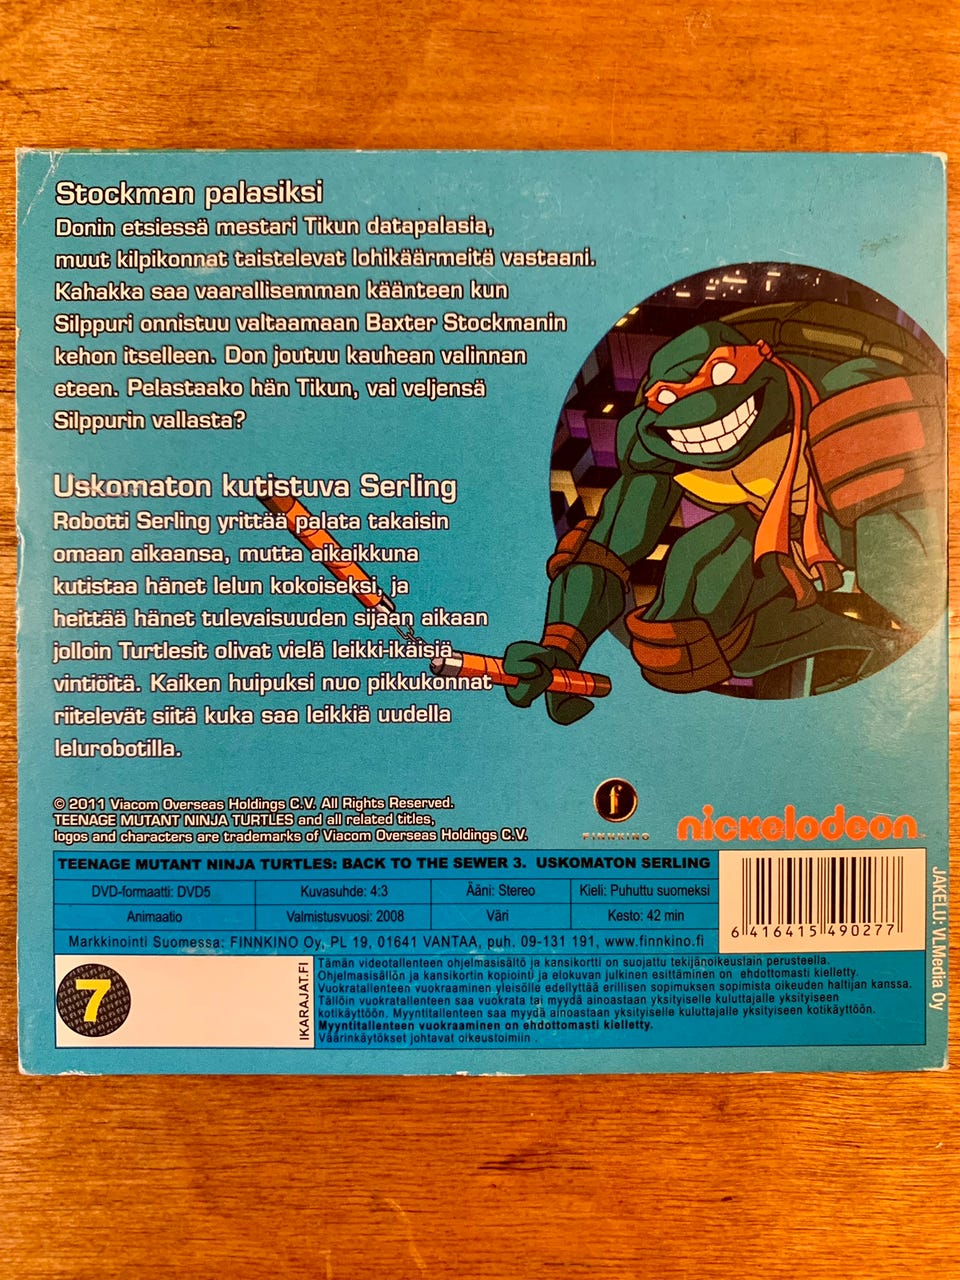 Stockman palasiksi
Donin etsiessä mestari Tikun datapalasia,
muut kilpikonnat taistelevat lohikäärmeitä vastaani.
Kahakka saa vaarallisemman käänteen kun
Silppuri onnistuu valtaamaan Baxter Stockmanin
kehon itselleen. Don joutuu kauhean valinnan
eteen. Pelastaako hän Tikun, vai veljensä
Silppurin vallasta?
Uskomaton kutistuva Serling
Robotti Serling yrittää palata takaisin
omaan aikaansa, mutta aikaikkuna
kutistaa hänet lelun kokoiseksi, ja
heittää hänet tulevaisuuden sijaan aikaan
jolloin Turtlesit olivat vielä leikki-ikäisiä
vintiöitä. Kaiken huipuksi nuo pikkukonnat
riitelevät siitä kuka saa leikkiä uudella
lelurobotilla.
© 2011 Viacom Overseas Holdings C.V. All Rights Reserved.
TEENAGE MUTANT NINJA TURTLES and all related titles,
logos and characters are trademarks of Viacom Overseas Holdings C.V.
f
FINNKINO
nickelodeon
TEENAGE MUTANT NINJA TURTLES: BACK TO THE SEWER 3. USKOMATON SERLING
DVD-formaatti: DVD5 Kuvasuhde: 4:3 Ääni: Stereo Kieli: Puhuttu suomeksi
Animaatio Valmistusvuosi: 2008 Väri Kesto: 42 min
Markkinointi Suomessa: FINNKINO Oy, PL 19, 01641 VANTAA, puh. 09-131 191, www.finnkino.fi
6 416415 490277
JAKELU: VLMedia Oy
7
IKARAJAT.FI
Tämän videotallenteen ohjelmasisältö ja kansikortti on suojattu tekijänoikeuslain perusteella.
Ohjelmasisällön ja kansikortin kopiointi ja elokuvan julkinen esittäminen on ehdottomasti kielletty.
Vuokratallenteen vuokraaminen yleisölle edellyttää erillisen sopimuksen sopimista oikeuden haltijan kanssa.
Tällöin vuokratallenteen saa vuokrata tai myydä ainoastaan yksityiselle kuluttajalle yksityiseen
kotikäyttöön. Myyntitallenteen saa myydä ainoastaan yksityiselle kuluttajalle yksityiseen kotikäyttöön.
Myyntitallenteen vuokraaminen on ehdottomasti kielletty.
Väärinkäytökset johtavat oikeustoimiin .